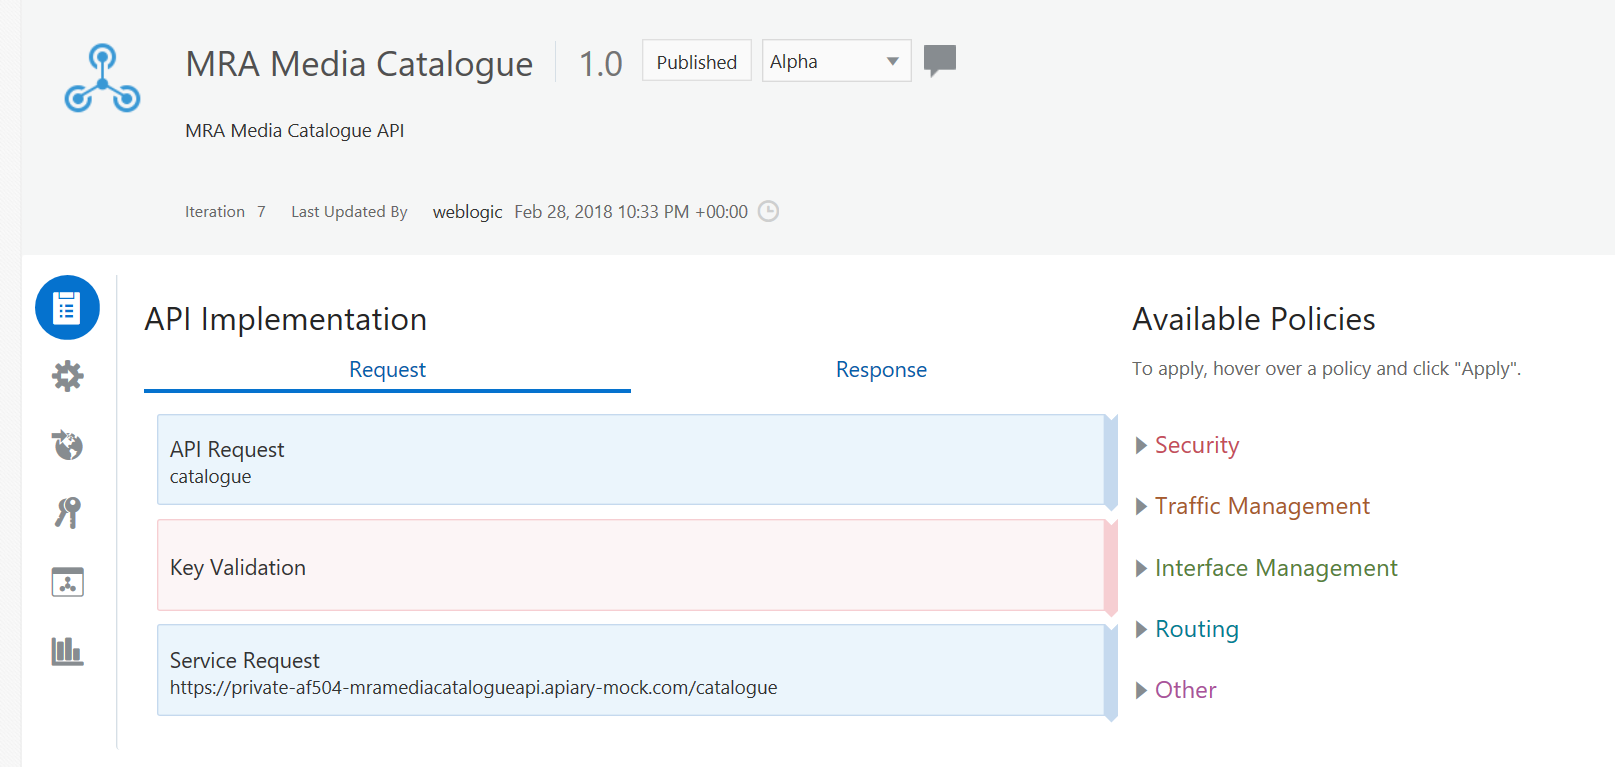 MRA Media Catalogue 1.0 Published Alpha
MRA Media Catalogue API
Iteration 7 Last Updated By weblogic Feb 28, 2018 10:33 PM +00:00
API Implementation
Request Response
API Request
catalogue
Key Validation
Service Request
https://private-af504-mramediacatalogueapi.apiary-mock.com/catalogue
Available Policies
To apply, hover over a policy and click "Apply".
Security
Traffic Management
Interface Management
Routing
Other